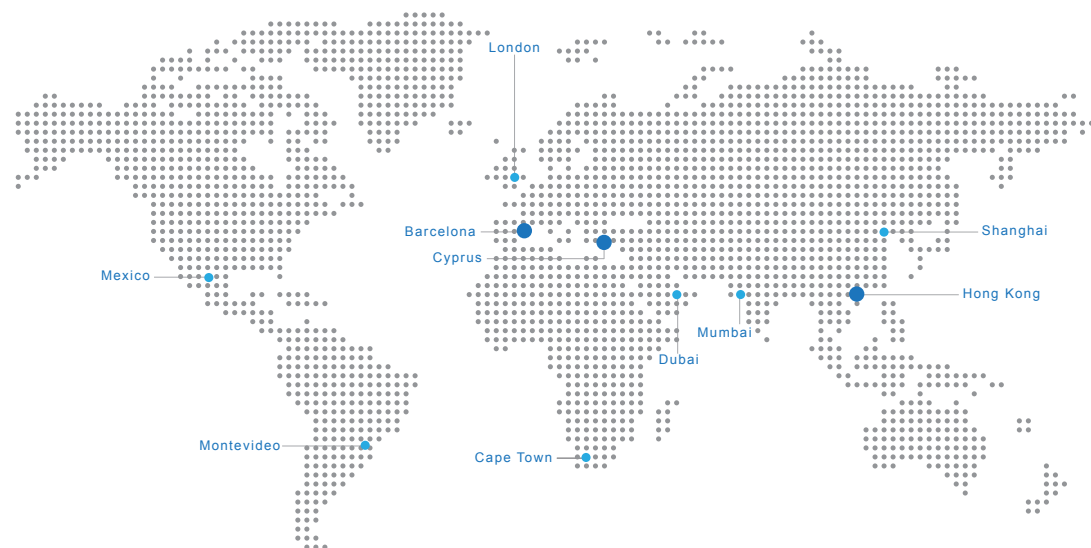 London
Barcelona
Shanghai
Cyprus
Mexico
Hong Kong
Mumbai
Dubai
Montevideo
Cape Town